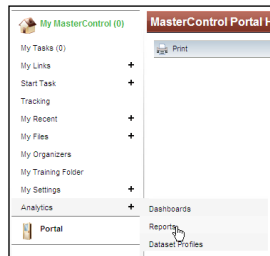 My MasterControl (0)
MasterControl Portal H
My Tasks (0)
Print
My Links +
Start Task +
Tracking
My Recent +
My Files +
My Organizers
My Training Folder
My Settings +
Analytics +
Dashboards
Portal
Reports
Dataset Profiles